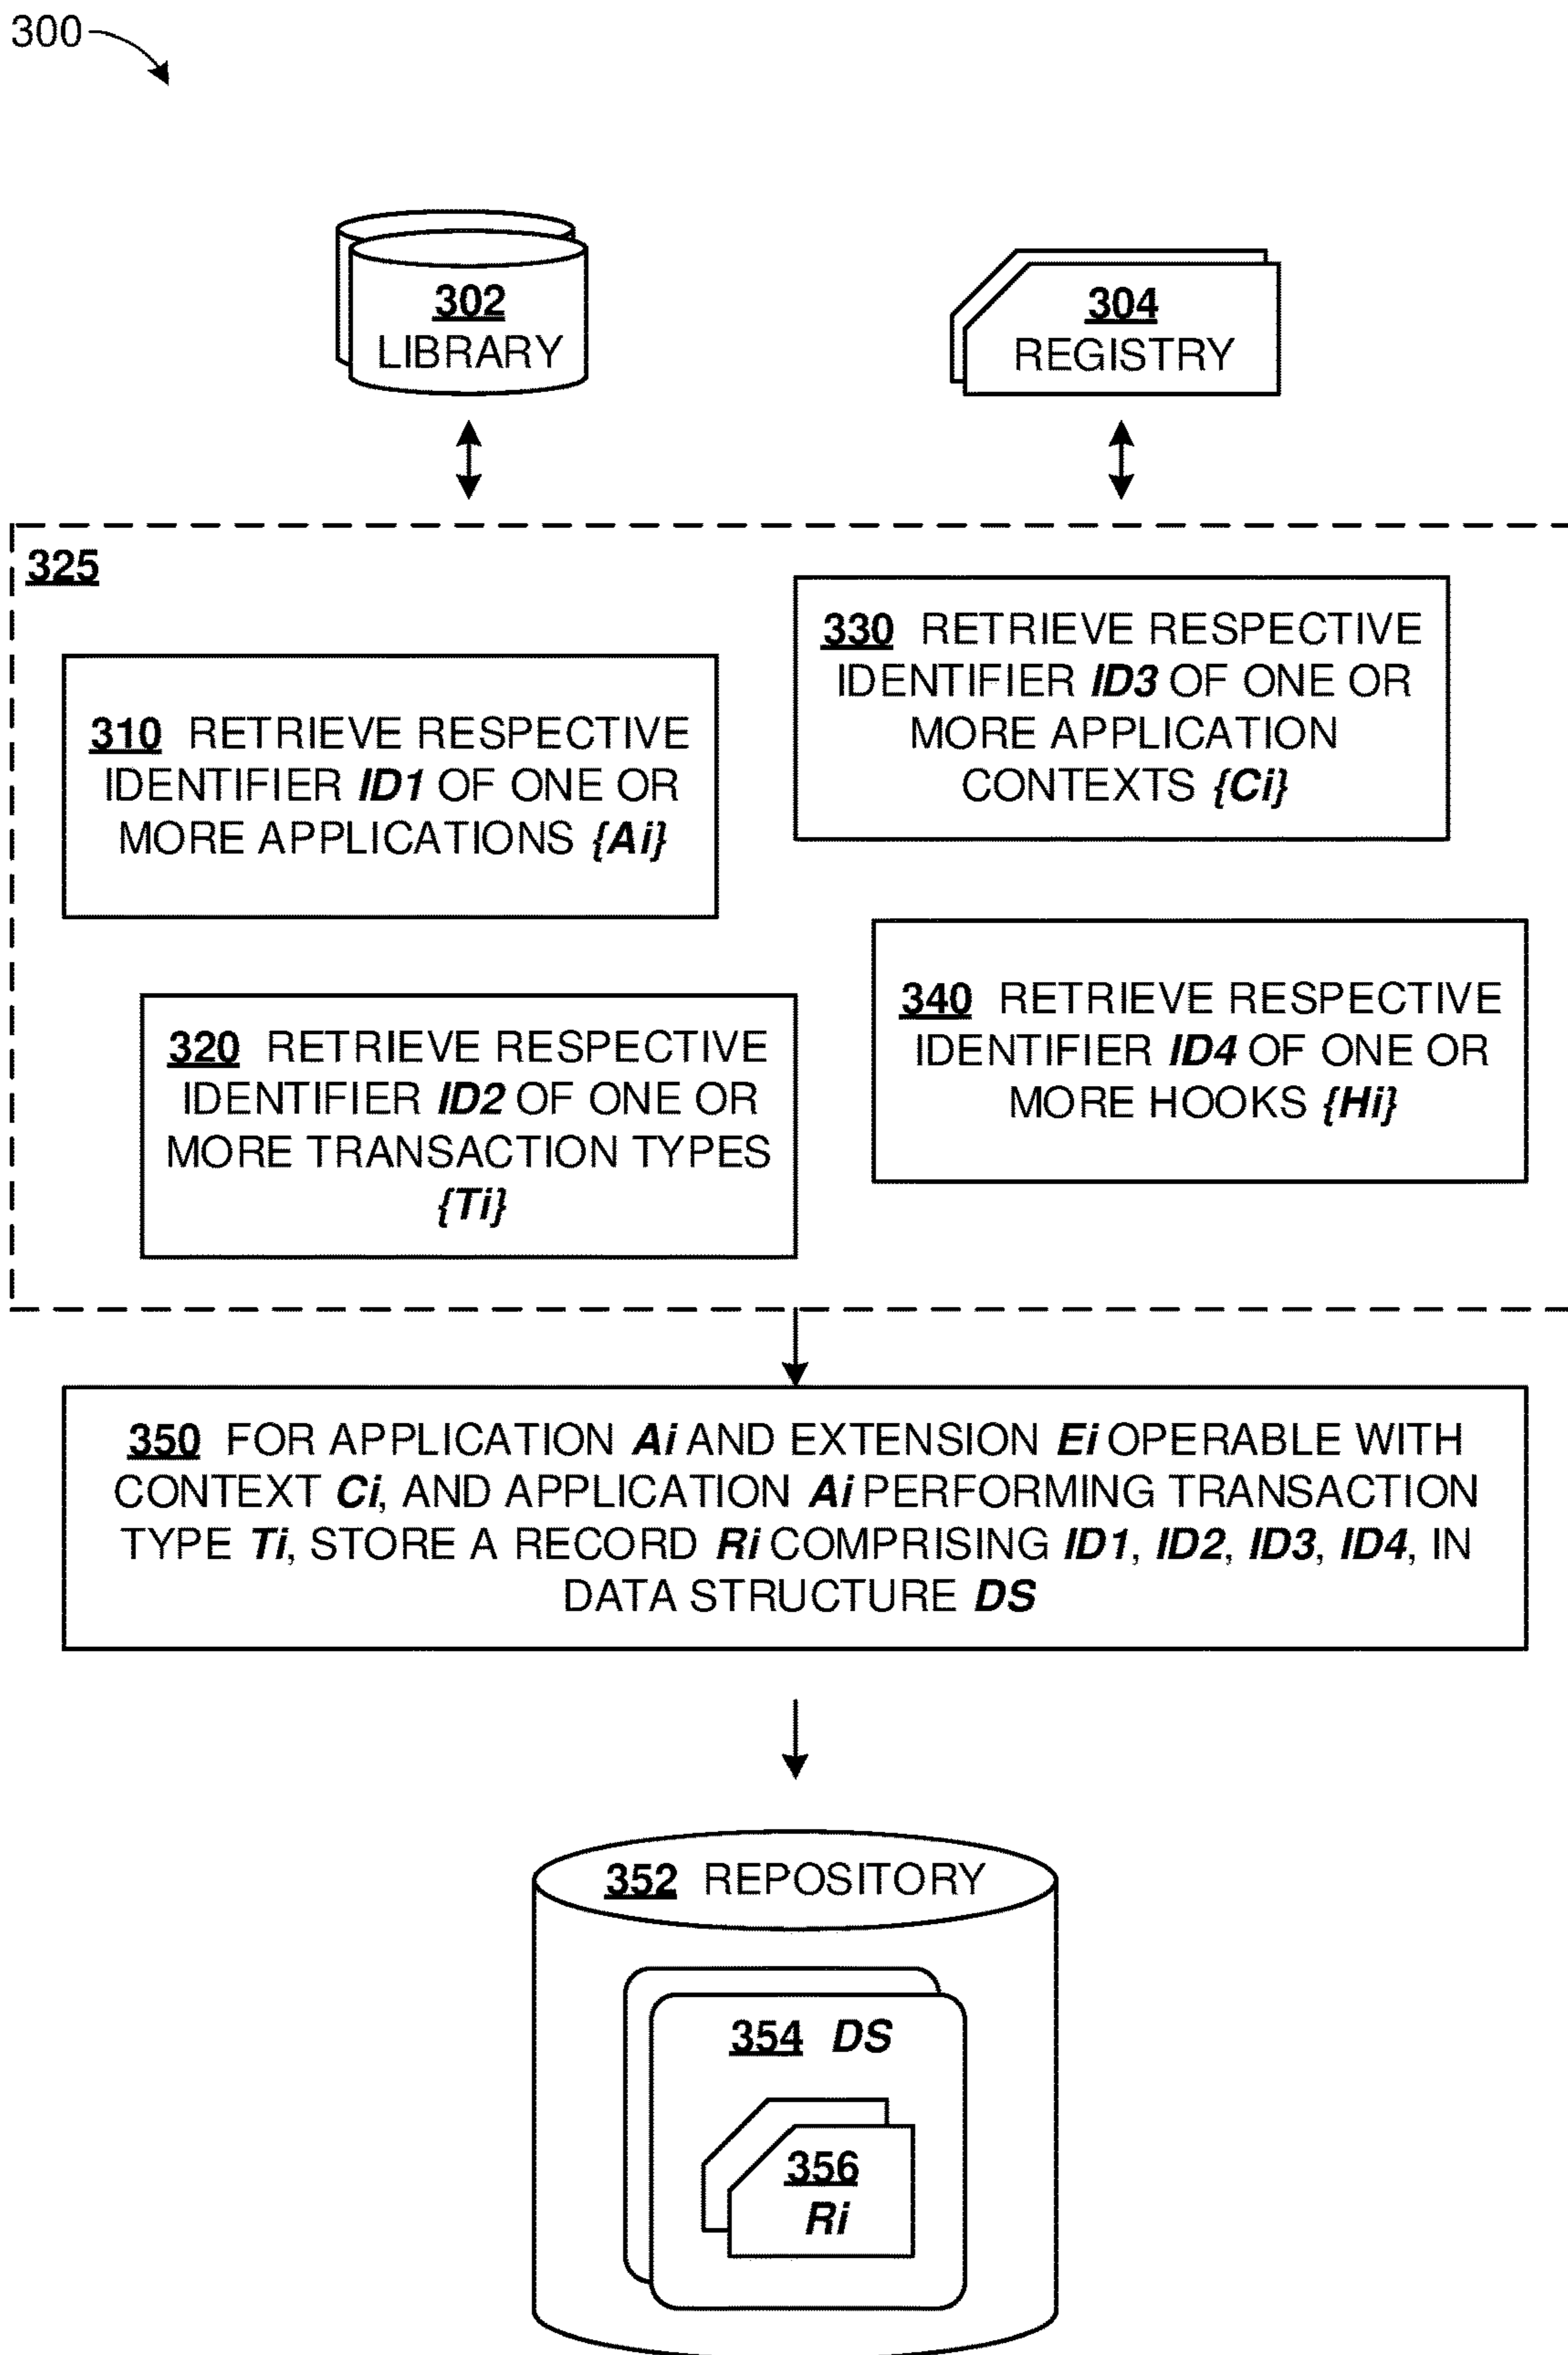 300
302
LIBRARY
304
REGISTRY
325
310 RETRIEVE RESPECTIVE
IDENTIFIER ID1 OF ONE OR
MORE APPLICATIONS {Ai}
330 RETRIEVE RESPECTIVE
IDENTIFIER ID3 OF ONE OR
MORE APPLICATION
CONTEXTS {Ci}
320 RETRIEVE RESPECTIVE
IDENTIFIER ID2 OF ONE OR
MORE TRANSACTION TYPES
{Ti}
340 RETRIEVE RESPECTIVE
IDENTIFIER ID4 OF ONE OR
MORE HOOKS {Hi}
350 FOR APPLICATION Ai AND EXTENSION Ei OPERABLE WITH
CONTEXT Ci, AND APPLICATION Ai PERFORMING TRANSACTION
TYPE Ti, STORE A RECORD Ri COMPRISING ID1, ID2, ID3, ID4, IN
DATA STRUCTURE DS
352 REPOSITORY
354 DS
356
Ri